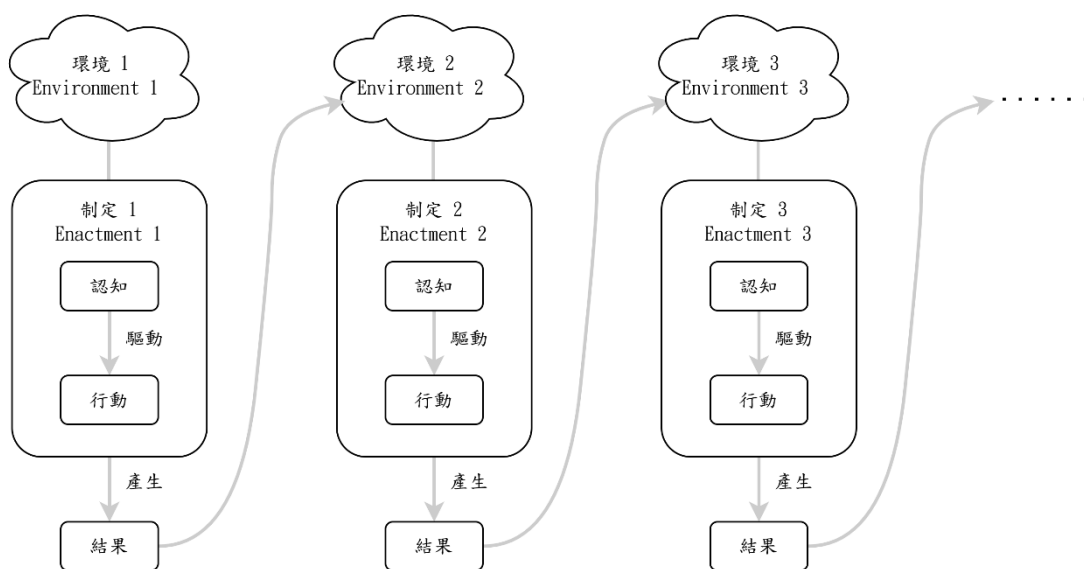 環境 1
Environment 1
制定 1
Enactment 1
認知
驅動
行動
產生
結果
環境 2
Environment 2
制定 2
Enactment 2
認知
驅動
行動
產生
結果
環境 3
Environment 3
制定 3
Enactment 3
認知
驅動
行動
產生
結果
......